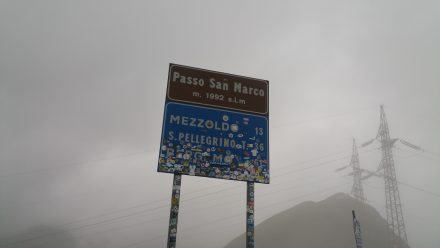 Passo San Marco
m. 1992 s.l.m
MEZZOLDO 13
S. PELLEGRINO